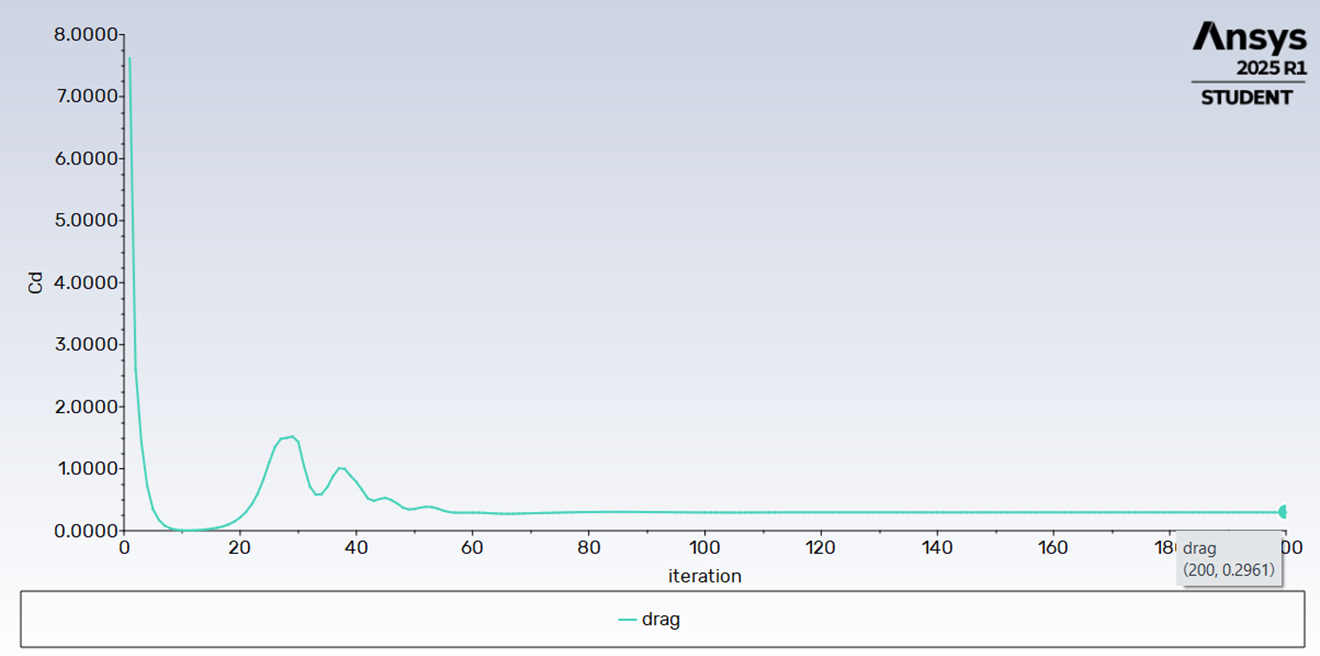 Ansys
2025 R1
STUDENT
8.0000
7.0000
6.0000
5.0000
4.0000
3.0000
2.0000
1.0000
0.0000
Cd
0 20 40 60 80 100 120 140 160 18 00
iteration
drag
(200, 0.2961)
drag